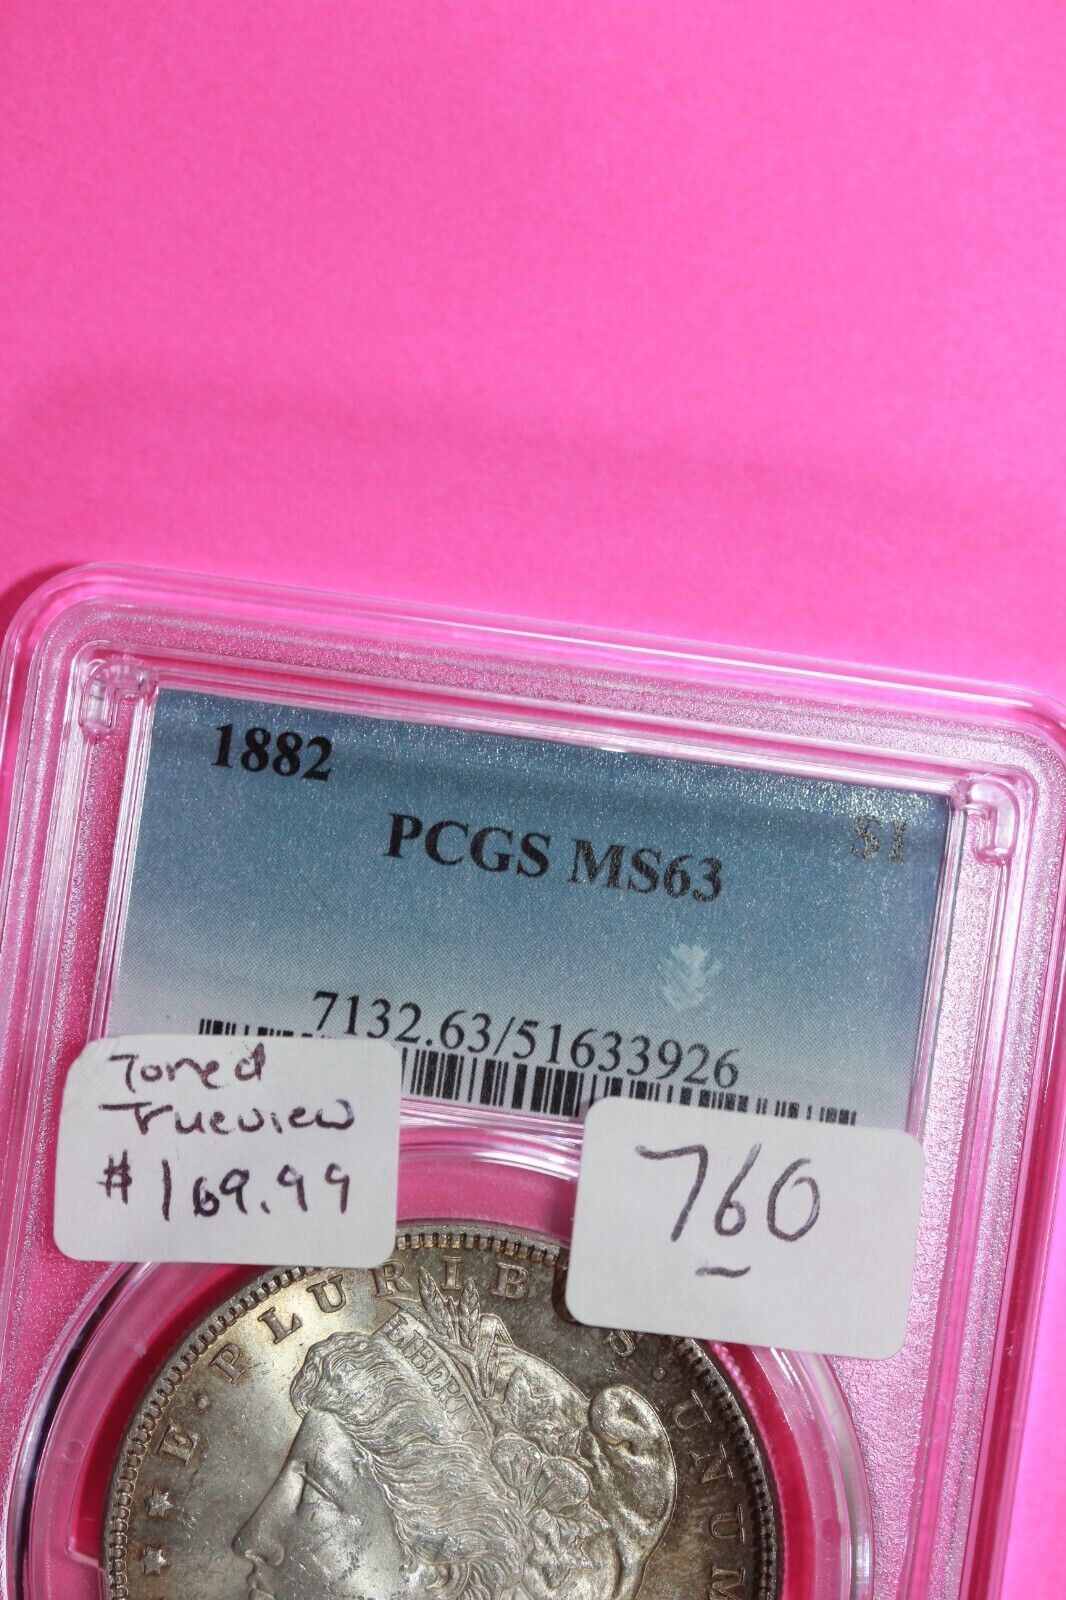 1882
$1
PCGS MS63
7132.63/51633926
Toned
Trueview
$169.99
760
E · PLURIBUS · UNUM
LIBERTY